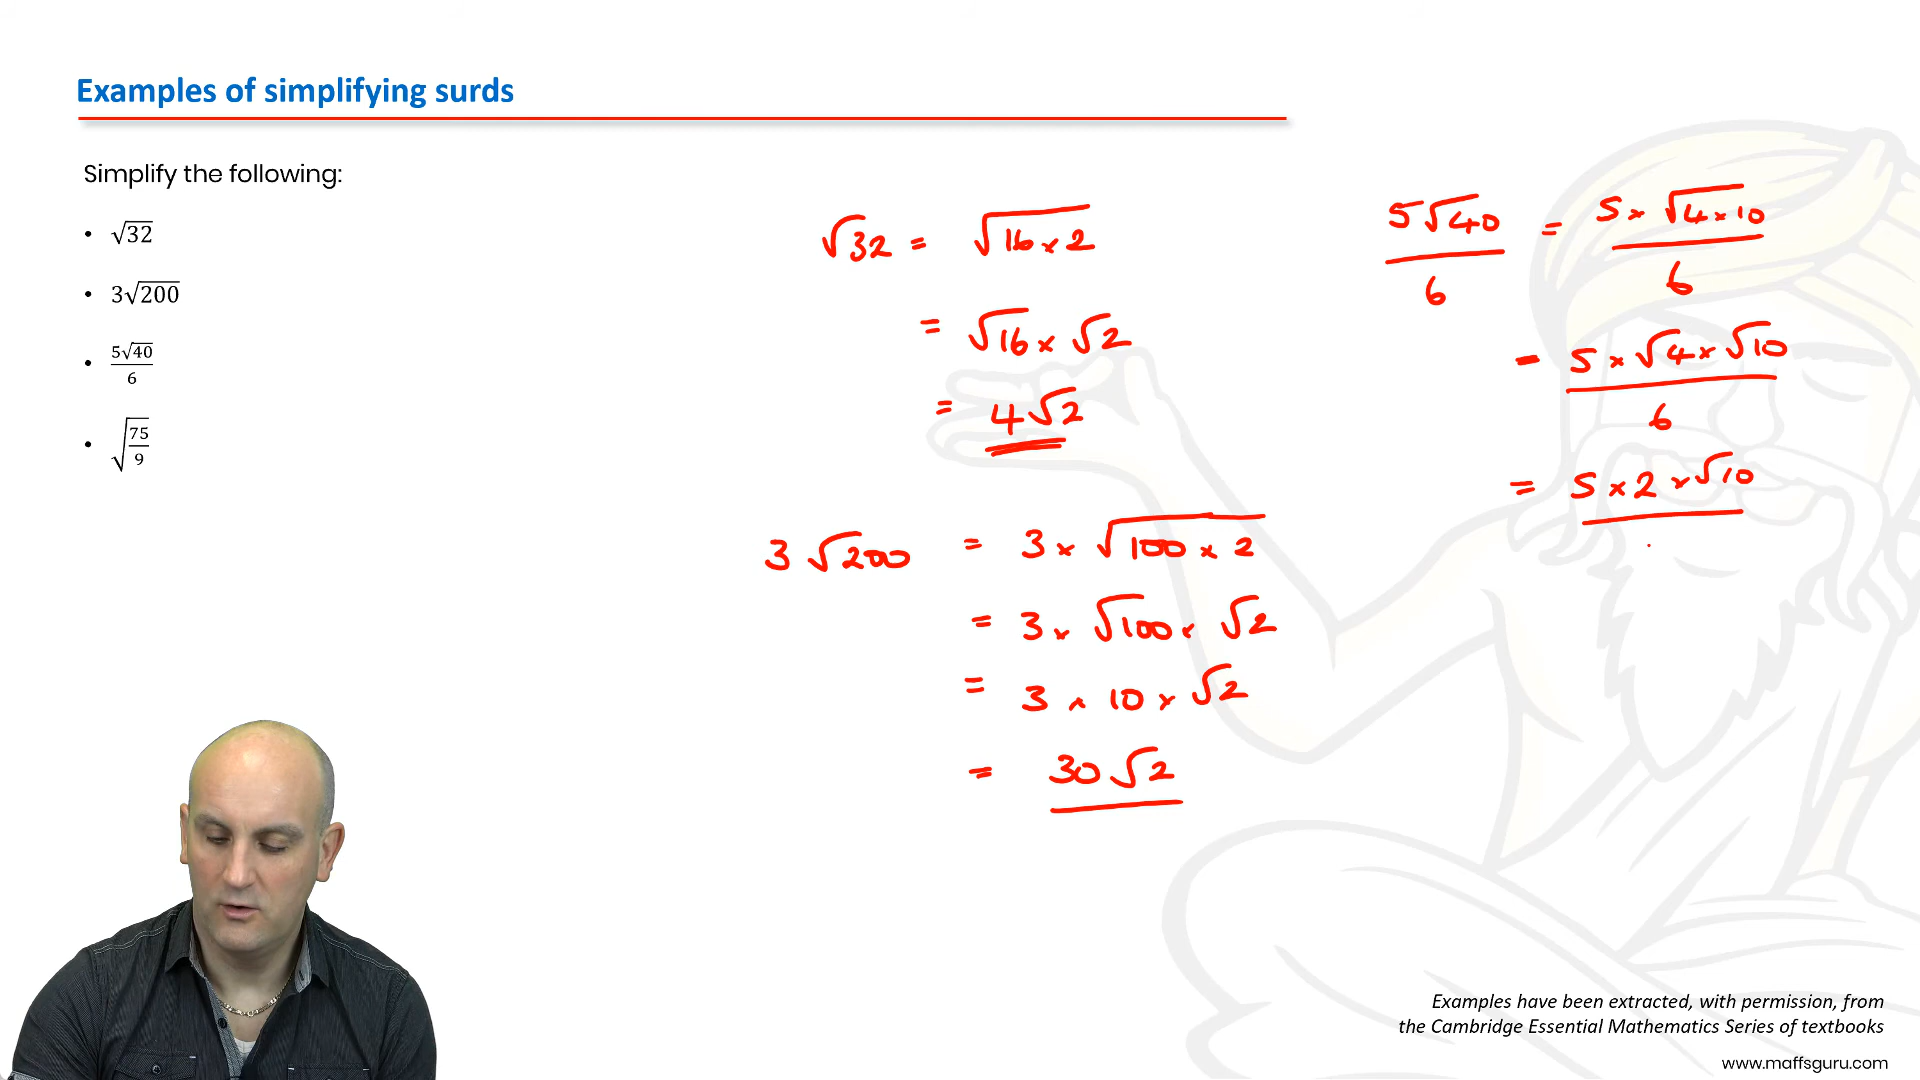 Examples of simplifying surds
Simplify the following:
• √32
• 3√200
• 5√40/6
• √(75/9)
√32 = √16 × 2
= √16 × √2
= 4√2
3√200 = 3 × √100 × 2
= 3 × √100 × √2
= 3 × 10 × √2
= 30√2
5√40/6 = 5 × √4 × 10/6
= 5 × √4 × √10/6
= 5 × 2 × √10
Examples have been extracted, with permission, from
the Cambridge Essential Mathematics Series of textbooks
www.maffsguru.com